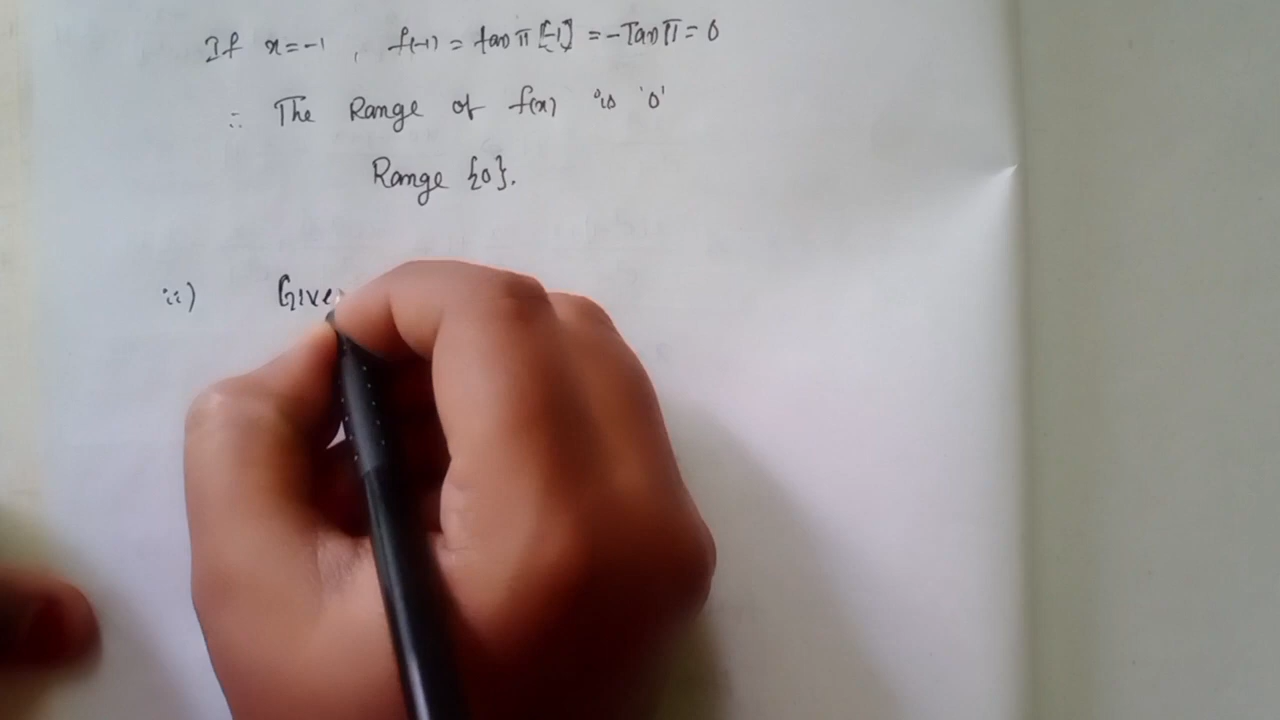 If x=-1 , f(-1) = tan π [-1] = -Tan π = 0
∴ The Range of f(x) is '0'
Range {0}.
ii) Give